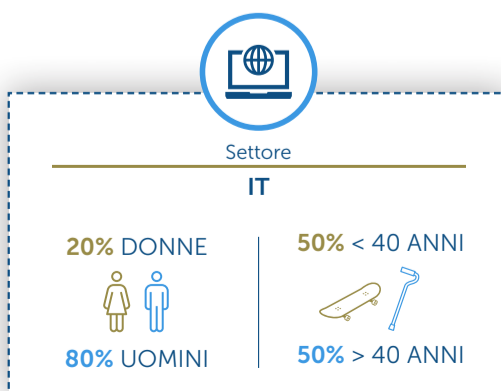 Settore
IT
20% DONNE
80% UOMINI
50% < 40 ANNI
50% > 40 ANNI